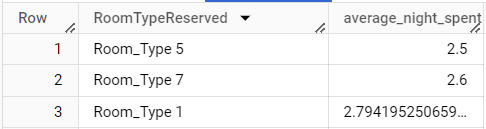 Row RoomTypeReserved average_night_spent
1 Room_Type 5 2.5
2 Room_Type 7 2.6
3 Room_Type 1 2.794195250659...